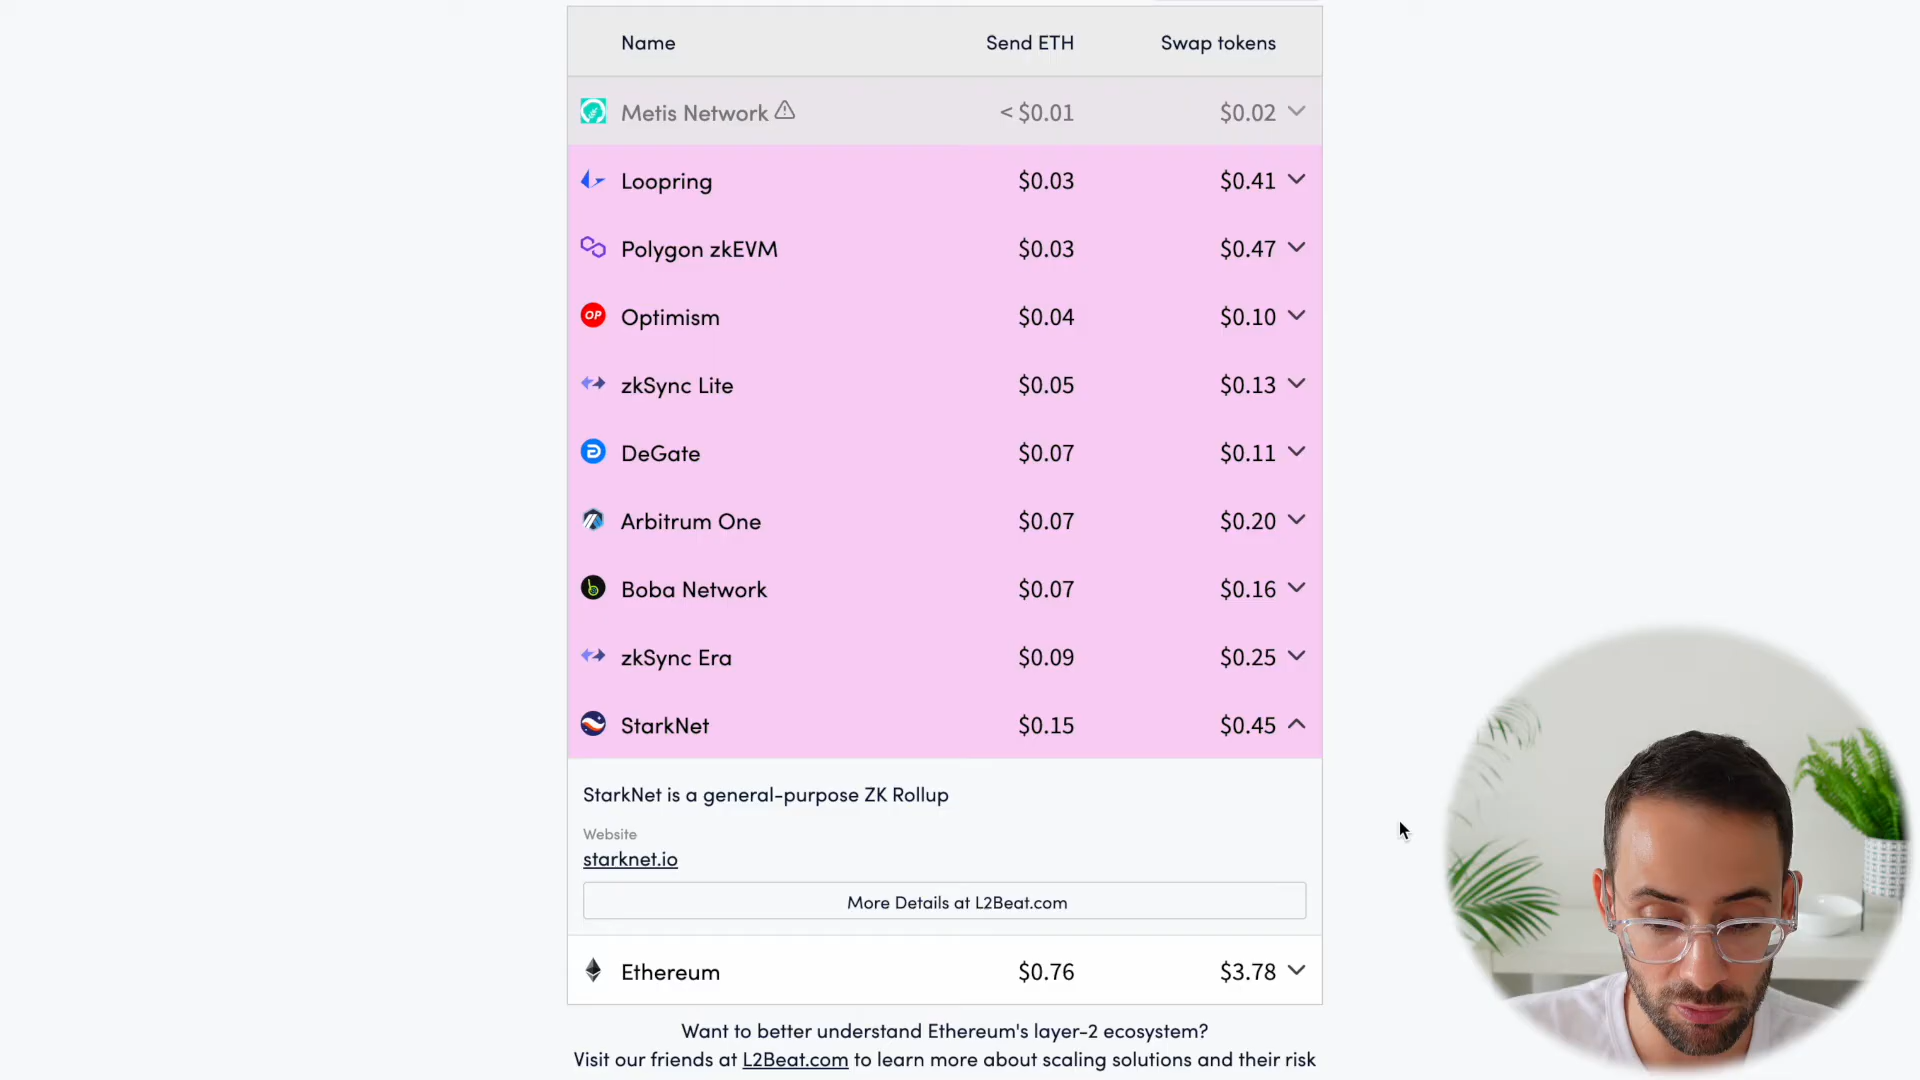 Name Send ETH Swap tokens
Metis Network < $0.01 $0.02
Loopring $0.03 $0.41
Polygon zkEVM $0.03 $0.47
OP Optimism $0.04 $0.10
zkSync Lite $0.05 $0.13
DeGate $0.07 $0.11
Arbitrum One $0.07 $0.20
Boba Network $0.07 $0.16
zkSync Era $0.09 $0.25
StarkNet $0.15 $0.45
StarkNet is a general-purpose ZK Rollup
Website
starknet.io
More Details at L2Beat.com
Ethereum $0.76 $3.78
Want to better understand Ethereum's layer-2 ecosystem?
Visit our friends at L2Beat.com to learn more about scaling solutions and their risk